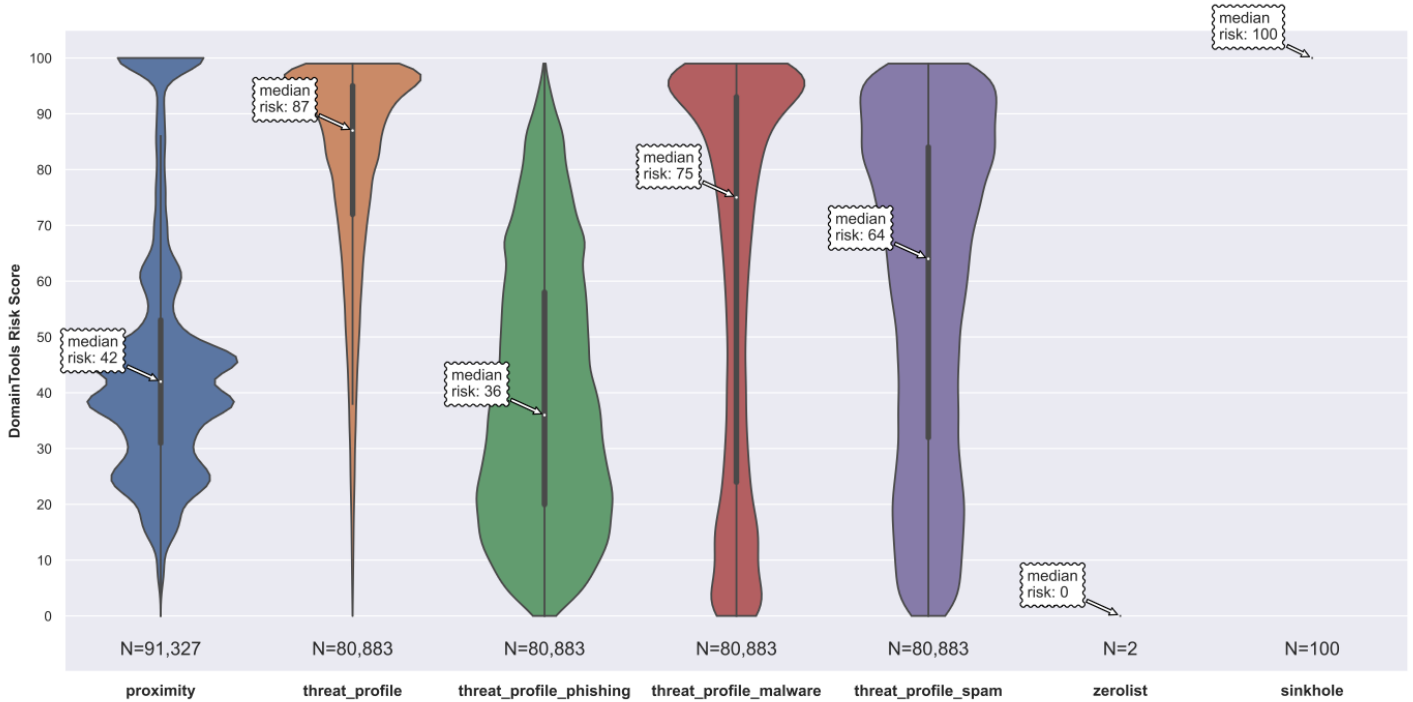 median
risk: 100
100
median
risk: 87
90
median
risk: 75
80
median
risk: 64
70
60
50
median
risk: 42
median
risk: 36
40
30
20
10
median
risk: 0
0
DomainTools Risk Score
N=91,327 N=80,883 N=80,883 N=80,883 N=80,883 N=2 N=100
proximity threat_profile threat_profile_phishing threat_profile_malware threat_profile_spam zerolist sinkhole